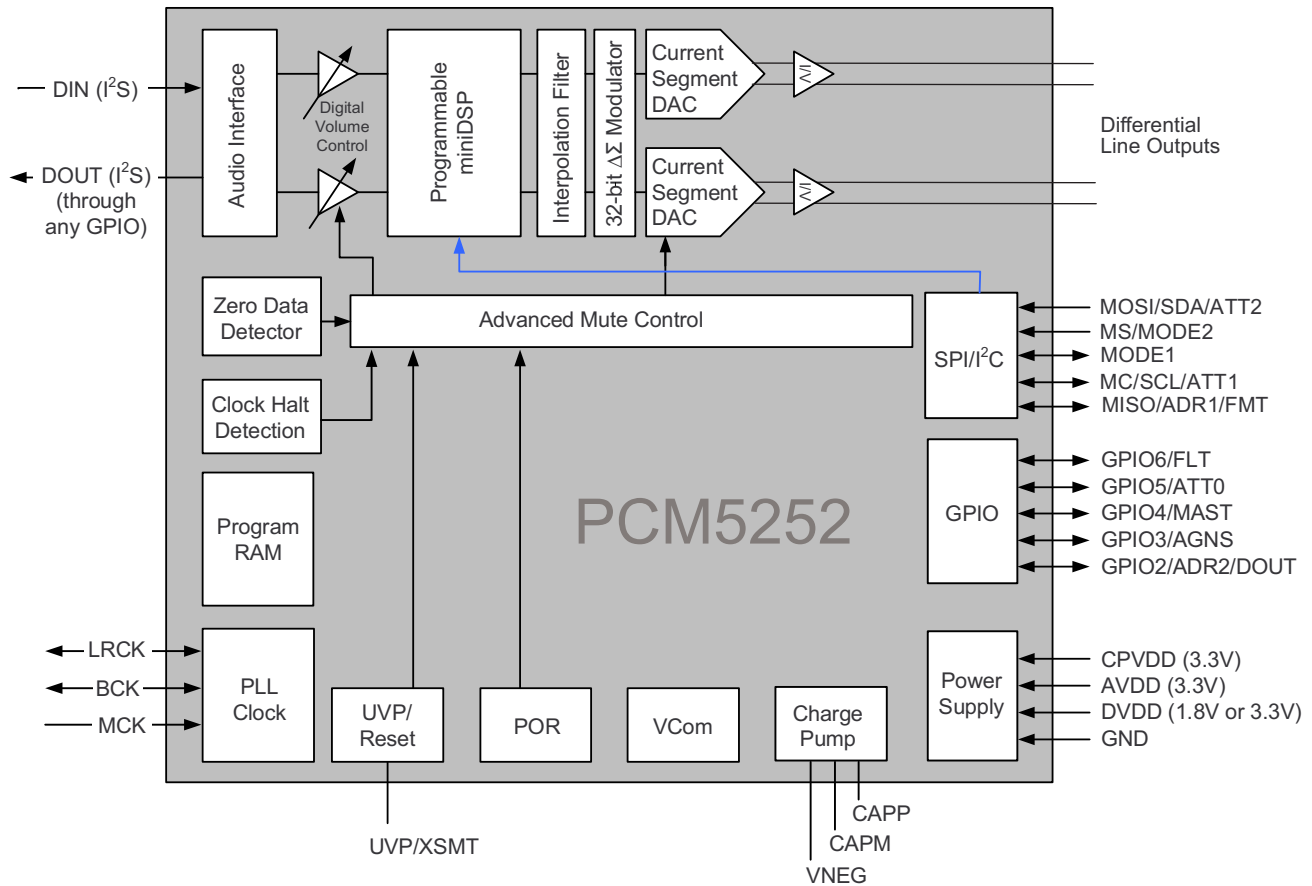 DIN (I²S)
DOUT (I²S)
(through
any GPIO)
Audio Interface
Digital
Volume
Control
Programmable
miniDSP
Interpolation Filter
32-bit ΔΣ Modulator
Current
Segment
DAC
I/V
Current
Segment
DAC
I/V
Differential
Line Outputs
Zero Data
Detector
Advanced Mute Control
Clock Halt
Detection
SPI/I²C
MOSI/SDA/ATT2
MS/MODE2
MODE1
MC/SCL/ATT1
MISO/ADR1/FMT
Program
RAM
PCM5252
GPIO
GPIO6/FLT
GPIO5/ATT0
GPIO4/MAST
GPIO3/AGNS
GPIO2/ADR2/DOUT
LRCK
BCK
MCK
PLL
Clock
UVP/
Reset
POR
VCom
Charge
Pump
Power
Supply
CPVDD (3.3V)
AVDD (3.3V)
DVDD (1.8V or 3.3V)
GND
UVP/XSMT
CAPP
CAPM
VNEG